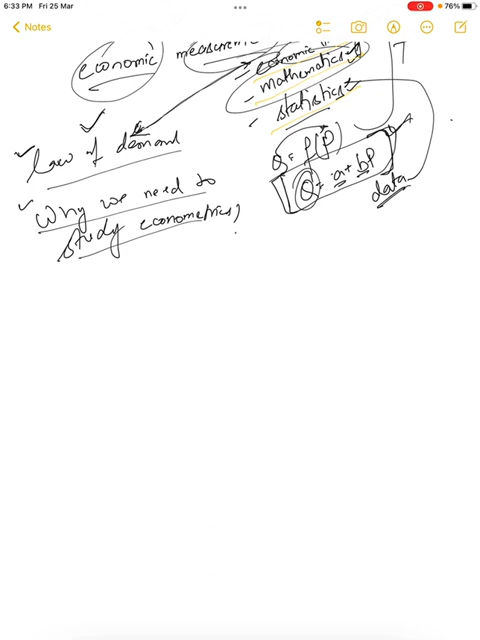 6:33 PM Fri 25 Mar
76%
Notes
economic measurement
- economic
- mathematics
- statistics
law of demand
Q = f(P)
Q = a + bP
data
Why we need to
study econometrics?